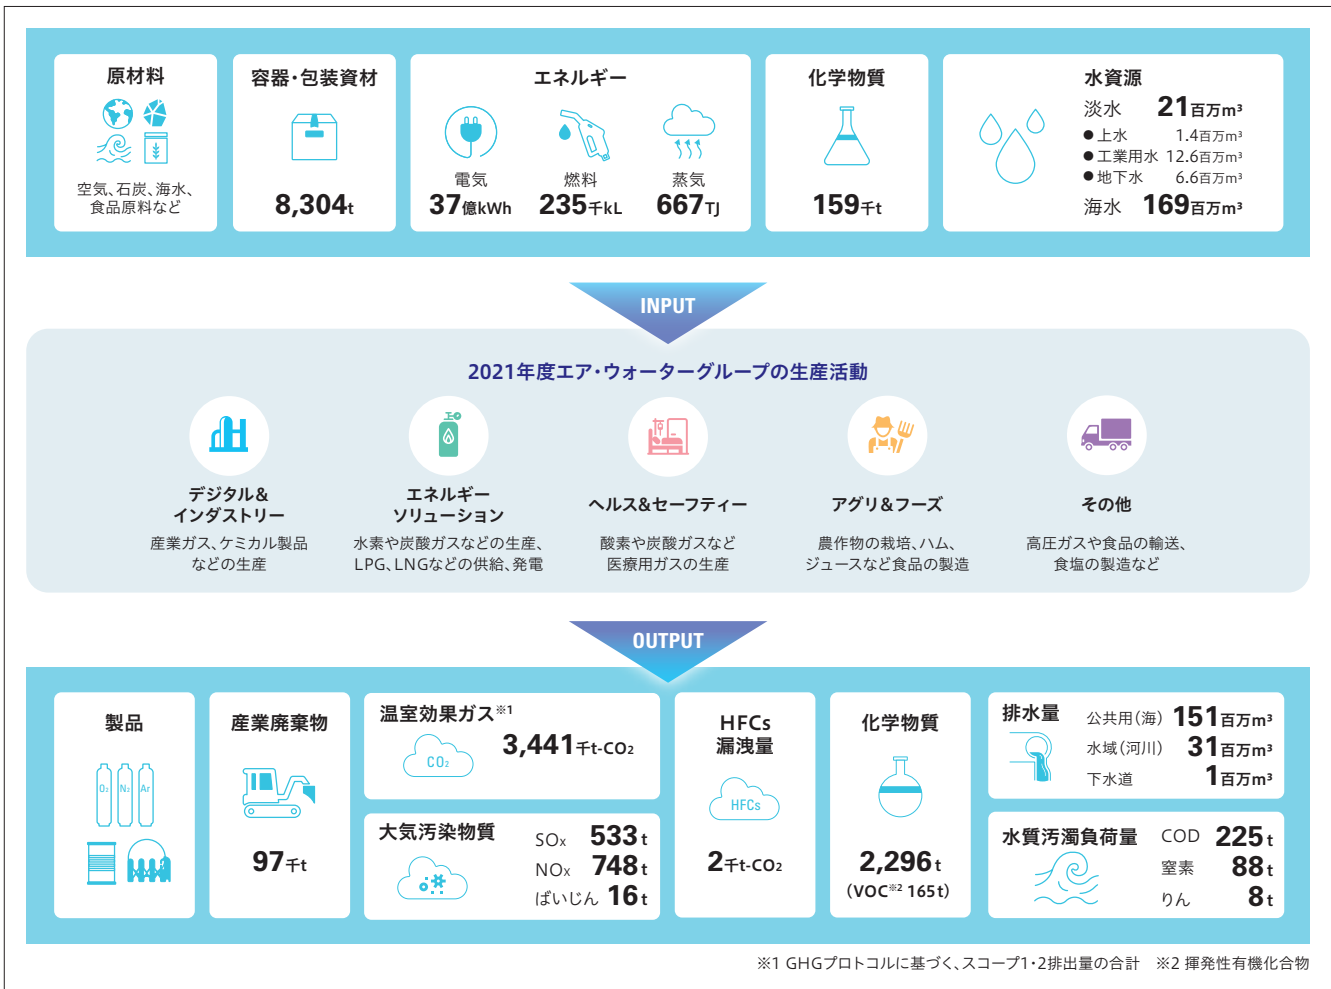 原材料
空気、石炭、海水、
食品原料など
容器・包装資材
8,304t
エネルギー
電気
37億kWh
燃料
235千kL
蒸気
667TJ
化学物質
159千t
水資源
淡水 21百万m³
●上水 1.4百万m³
●工業用水 12.6百万m³
●地下水 6.6百万m³
海水 169百万m³
INPUT
2021年度エア・ウォーターグループの生産活動
デジタル&
インダストリー
産業ガス、ケミカル製品
などの生産
エネルギー
ソリューション
水素や炭酸ガスなどの生産、
LPG、LNGなどの供給、発電
ヘルス&セーフティー
酸素や炭酸ガスなど
医療用ガスの生産
アグリ&フーズ
農作物の栽培、ハム、
ジュースなど食品の製造
その他
高圧ガスや食品の輸送、
食塩の製造など
OUTPUT
製品
O₂ N₂ Ar
産業廃棄物
97千t
温室効果ガス※1
CO₂
3,441千t-CO₂
大気汚染物質
SOx 533t
NOx 748t
ばいじん 16t
HFCs
漏洩量
HFCs
2千t-CO₂
化学物質
2,296t
(VOC※2 165t)
排水量
公共用(海) 151百万m³
水域(河川) 31百万m³
下水道 1百万m³
水質汚濁負荷量
COD 225t
窒素 88t
りん 8t
※1 GHGプロトコルに基づく、スコープ1・2排出量の合計 ※2 揮発性有機化合物